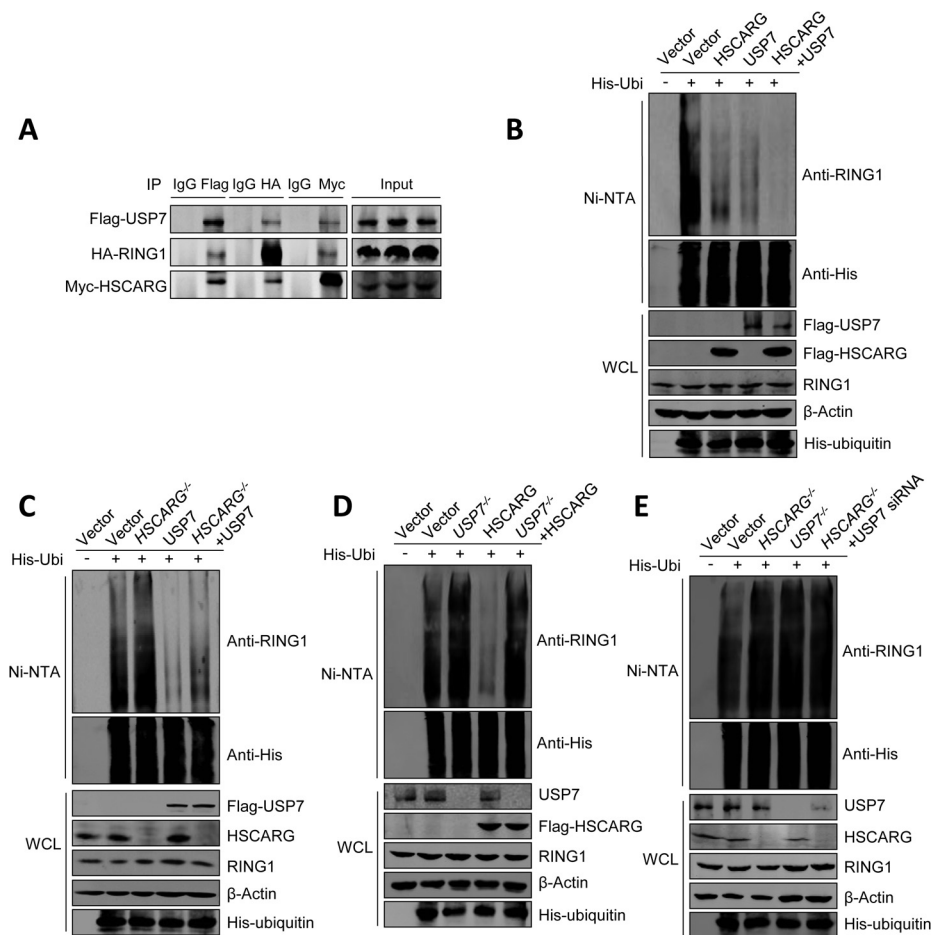 A
IP IgG Flag IgG HA IgG Myc Input
Flag-USP7
HA-RING1
Myc-HSCARG
B
Vector Vector HSCARG USP7 HSCARG +USP7
His-Ubi - + + + +
Ni-NTA
Anti-RING1
Anti-His
WCL
Flag-USP7
Flag-HSCARG
RING1
β-Actin
His-ubiquitin
C
Vector Vector HSCARG-/- USP7 HSCARG-/- +USP7
His-Ubi - + + + +
Ni-NTA
Anti-RING1
Anti-His
WCL
Flag-USP7
HSCARG
RING1
β-Actin
His-ubiquitin
D
Vector Vector USP7-/- HSCARG USP7-/- +HSCARG
His-Ubi - + + + +
Ni-NTA
Anti-RING1
Anti-His
WCL
USP7
Flag-HSCARG
RING1
β-Actin
His-ubiquitin
E
Vector Vector HSCARG-/- USP7-/- HSCARG-/- +USP7 siRNA
His-Ubi - + + + +
Ni-NTA
Anti-RING1
Anti-His
WCL
USP7
HSCARG
RING1
β-Actin
His-ubiquitin